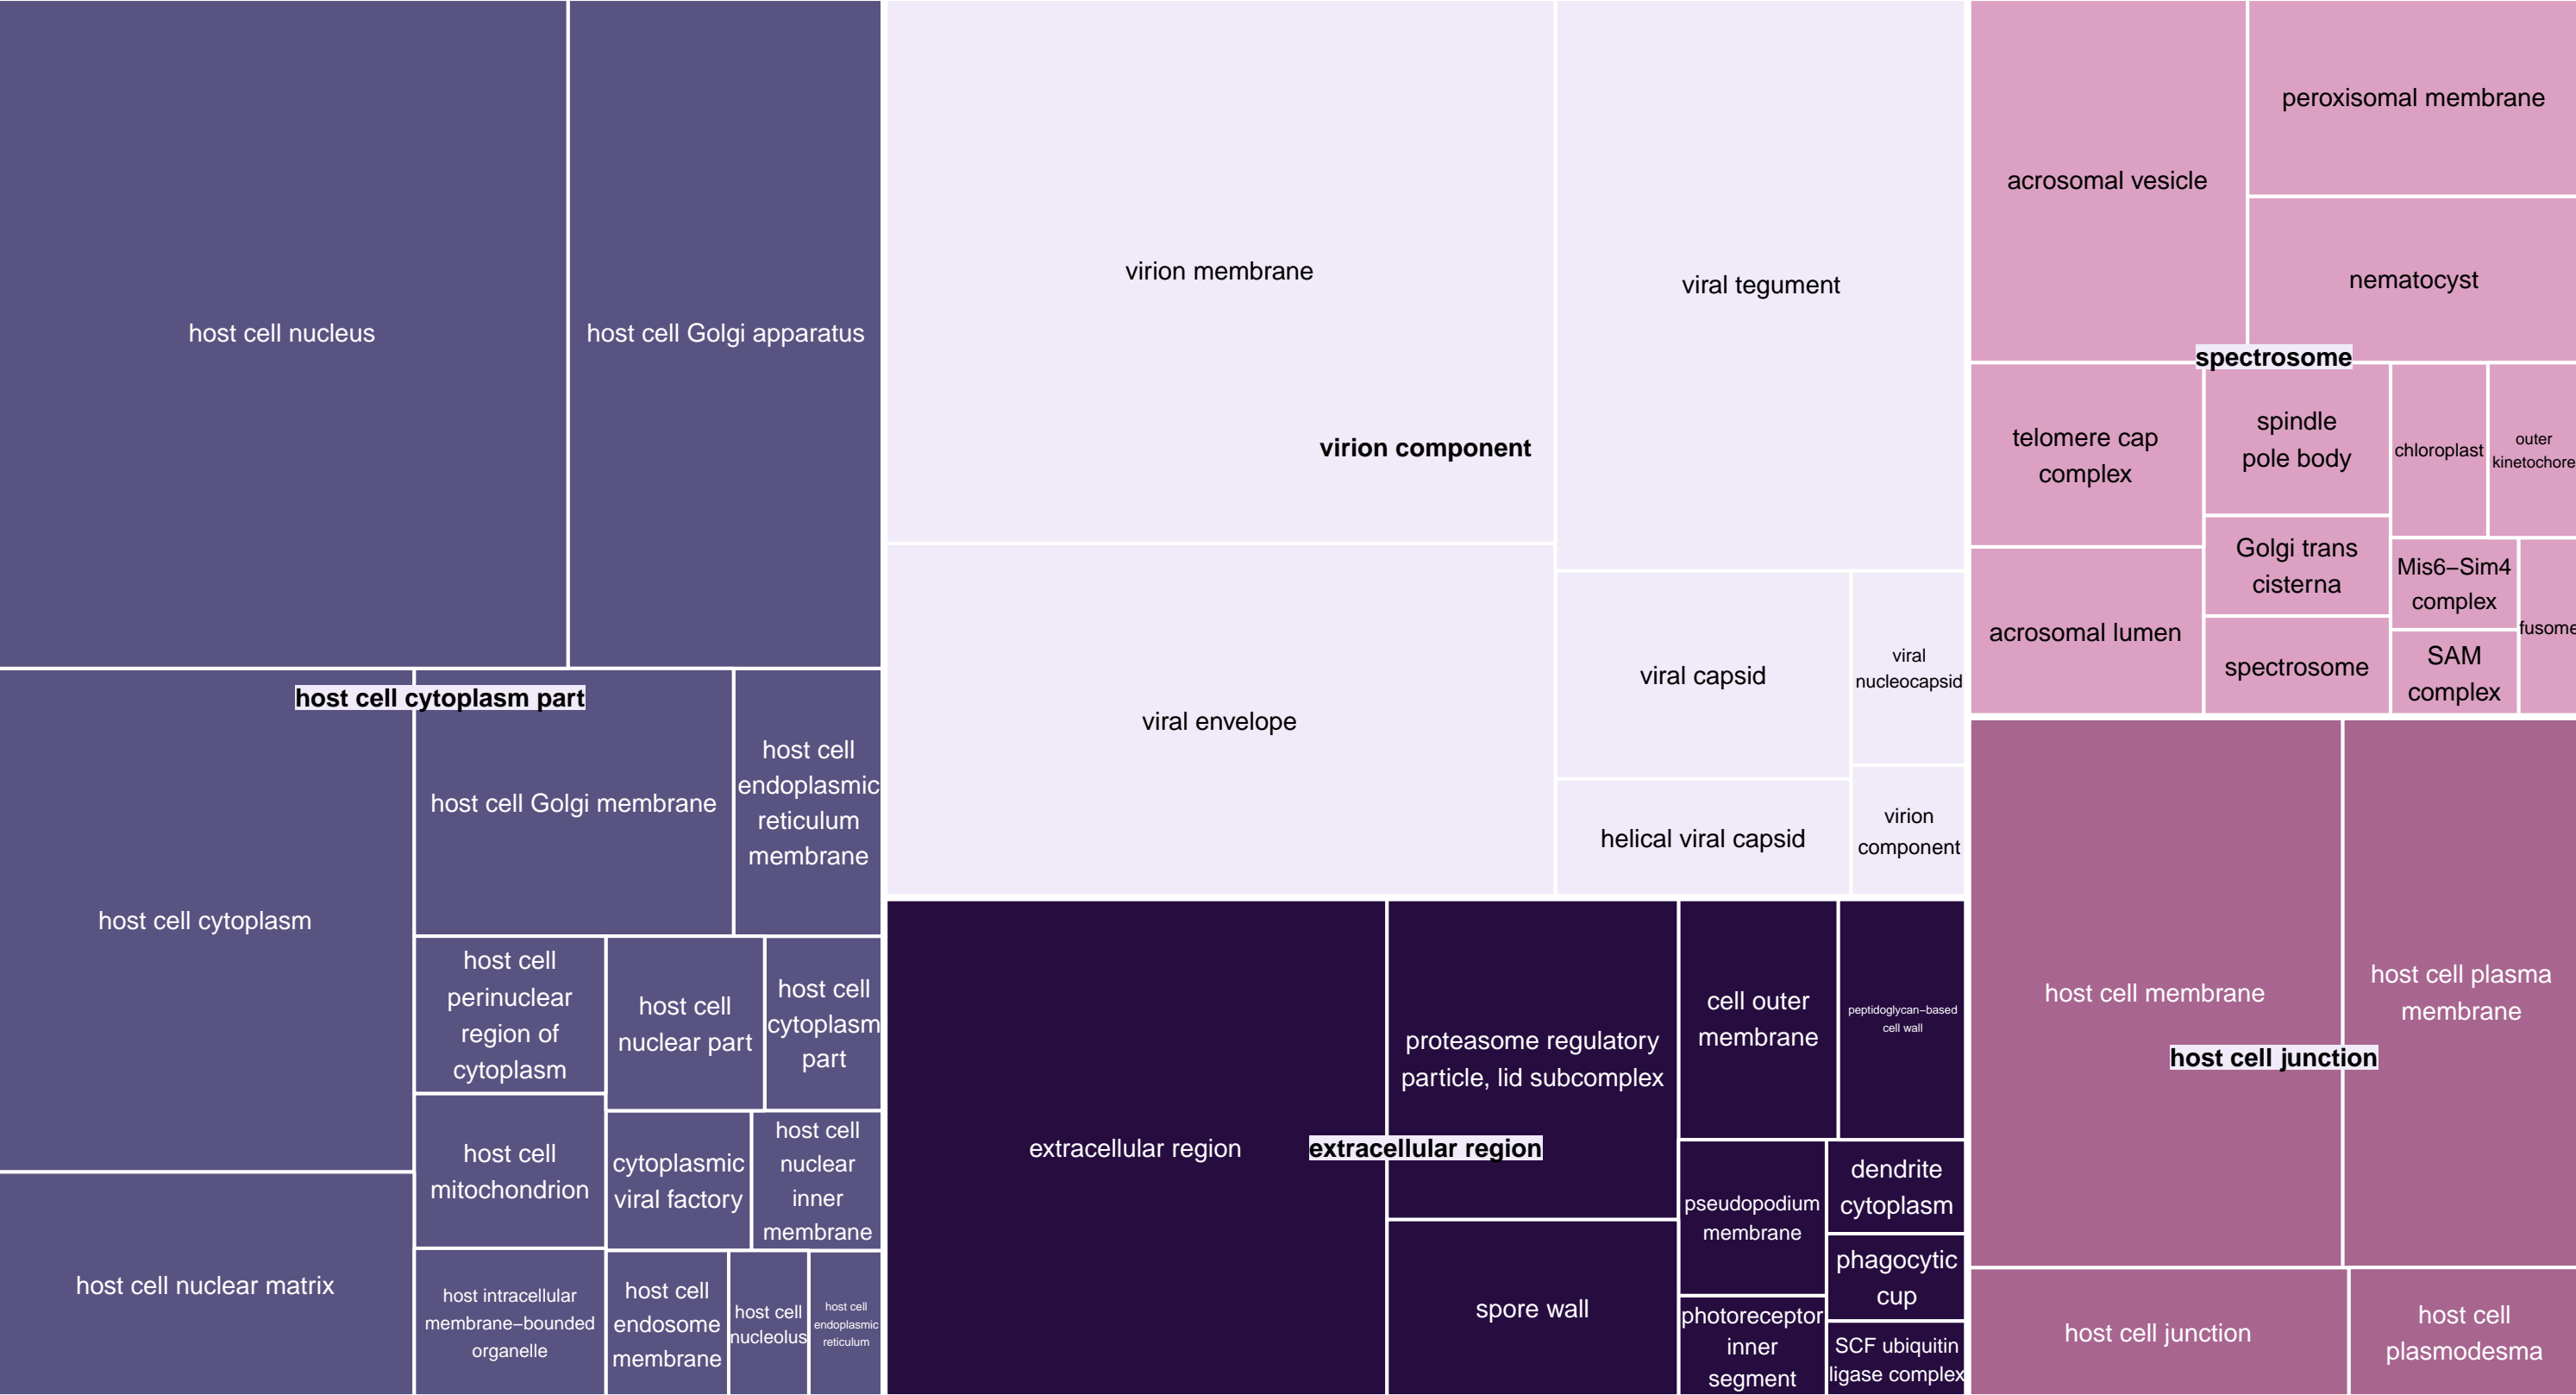 host cell nucleus
host cell Golgi apparatus
host cell cytoplasm part
host cell cytoplasm
host cell Golgi membrane
host cell
endoplasmic
reticulum
membrane
host cell
perinuclear
region of
cytoplasm
host cell
nuclear part
host cell
cytoplasm
part
host cell
mitochondrion
cytoplasmic
viral factory
host cell
nuclear
inner
membrane
host cell nuclear matrix
host intracellular
membrane−bounded
organelle
host cell
endosome
membrane
host cell
nucleolus
host cell
endoplasmic
reticulum
virion membrane
viral tegument
virion component
viral envelope
viral capsid
viral
nucleocapsid
helical viral capsid
virion
component
extracellular region
extracellular region
proteasome regulatory
particle, lid subcomplex
cell outer
membrane
peptidoglycan−based
cell wall
spore wall
pseudopodium
membrane
dendrite
cytoplasm
phagocytic
cup
photoreceptor
inner
segment
SCF ubiquitin
ligase complex
acrosomal vesicle
peroxisomal membrane
nematocyst
spectrosome
telomere cap
complex
spindle
pole body
chloroplast
outer
kinetochore
Golgi trans
cisterna
Mis6−Sim4
complex
fusome
acrosomal lumen
spectrosome
SAM
complex
host cell membrane
host cell plasma
membrane
host cell junction
host cell junction
host cell
plasmodesma